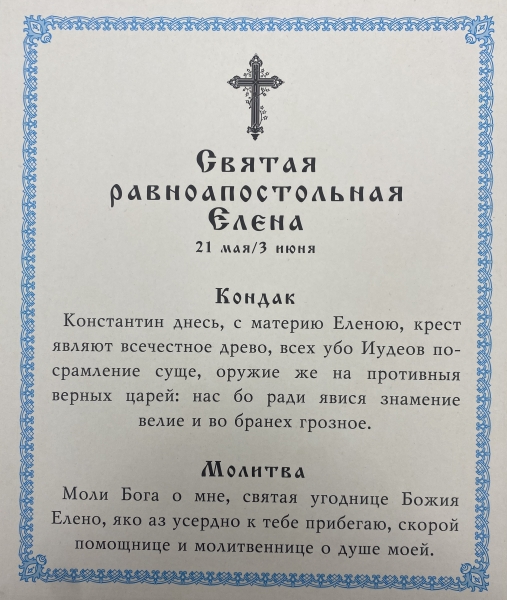 Святая
равноапостольная
Елена
21 мая/3 июня
Кондак
Константин днесь, с материю Еленою, крест
являют всечестное древо, всех убо Иудеов по-
срамление суще, оружие же на противныя
верных царей: нас бо ради явися знамение
велие и во бранех грозное.
Молитва
Моли Бога о мне, святая угоднице Божия
Елено, яко аз усердно к тебе прибегаю, скорой
помощнице и молитвеннице о душе моей.